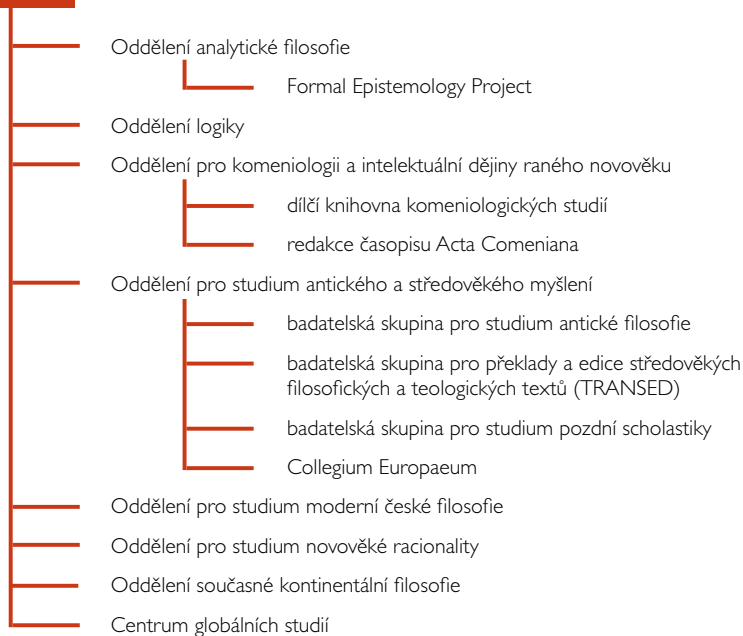 Oddělení analytické filosofie
Formal Epistemology Project
Oddělení logiky
Oddělení pro komeniologii a intelektuální dějiny raného novověku
dílčí knihovna komeniologických studií
redakce časopisu Acta Comeniana
Oddělení pro studium antického a středověkého myšlení
badatelská skupina pro studium antické filosofie
badatelská skupina pro překlady a edice středověkých
filosofických a teologických textů (TRANSED)
badatelská skupina pro studium pozdní scholastiky
Collegium Europaeum
Oddělení pro studium moderní české filosofie
Oddělení pro studium novověké racionality
Oddělení současné kontinentální filosofie
Centrum globálních studií